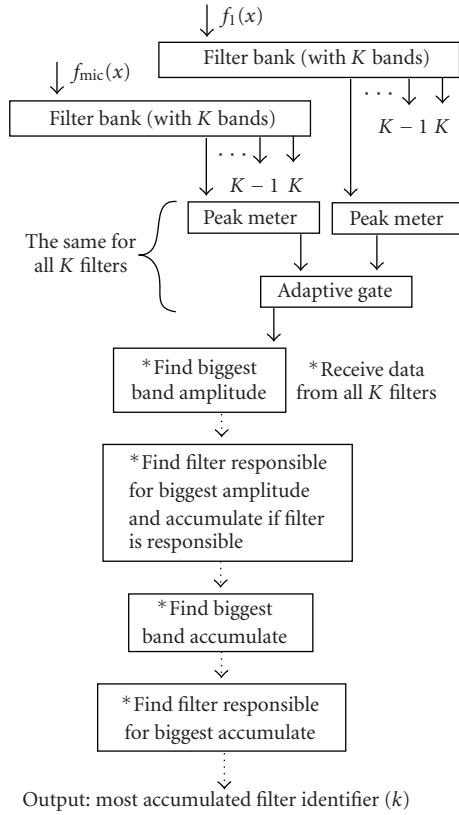 f₁(x)
Filter bank (with K bands)
f_mic(x)
Filter bank (with K bands)
· · ·
K − 1 K
· · ·
K − 1 K
Peak meter
Peak meter
The same for
all K filters
Adaptive gate
*Find biggest
band amplitude
*Receive data
from all K filters
*Find filter responsible
for biggest amplitude
and accumulate if filter
is responsible
*Find biggest
band accumulate
*Find filter responsible
for biggest accumulate
Output: most accumulated filter identifier (k)